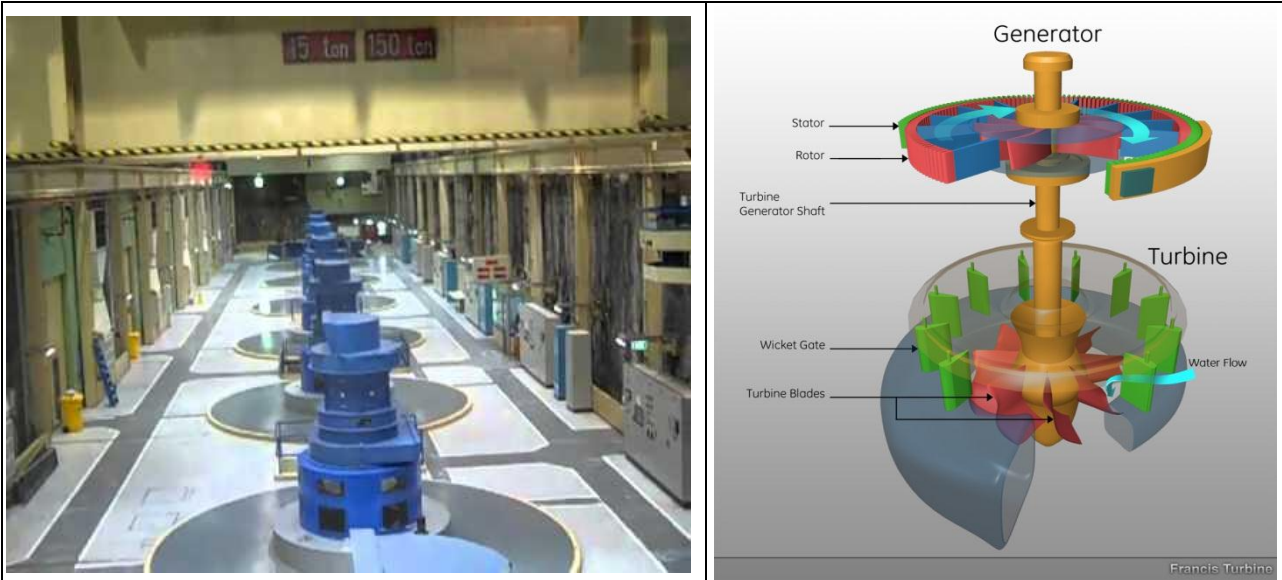 15 ton 150 ton
Generator
Stator
Rotor
Turbine
Generator Shaft
Turbine
Wicket Gate
Water Flow
Turbine Blades
Francis Turbine